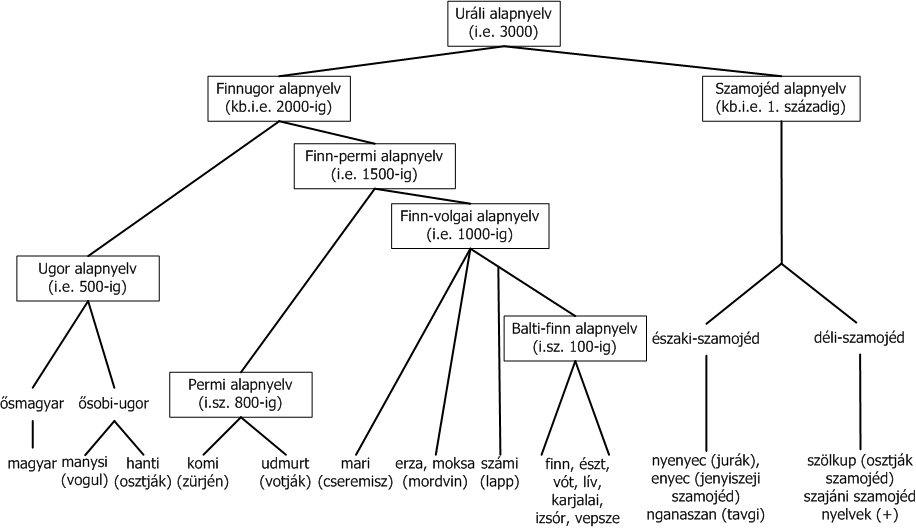 Uráli alapnyelv
(i.e. 3000)
Finnugor alapnyelv
(kb.i.e. 2000-ig)
Szamojéd alapnyelv
(kb.i.e. 1. századig)
Finn-permi alapnyelv
(i.e. 1500-ig)
Finn-volgai alapnyelv
(i.e. 1000-ig)
Ugor alapnyelv
(i.e. 500-ig)
Balti-finn alapnyelv
(i.sz. 100-ig)
északi-szamojéd
déli-szamojéd
Permi alapnyelv
(i.sz. 800-ig)
ősmagyar
ősobi-ugor
magyar
manysi
(vogul)
hanti
(osztják)
komi
(zürjén)
udmurt
(votják)
mari
(cseremisz)
erza, moksa
(mordvin)
számi
(lapp)
finn, észt,
vót, lív,
karjalai,
izsór, vepsze
nyenyec (jurák),
enyec (jenyiszeji
szamojéd)
nganaszan (tavgi)
szölkup (osztják
szamojéd)
szajáni szamojéd
nyelvek (+)